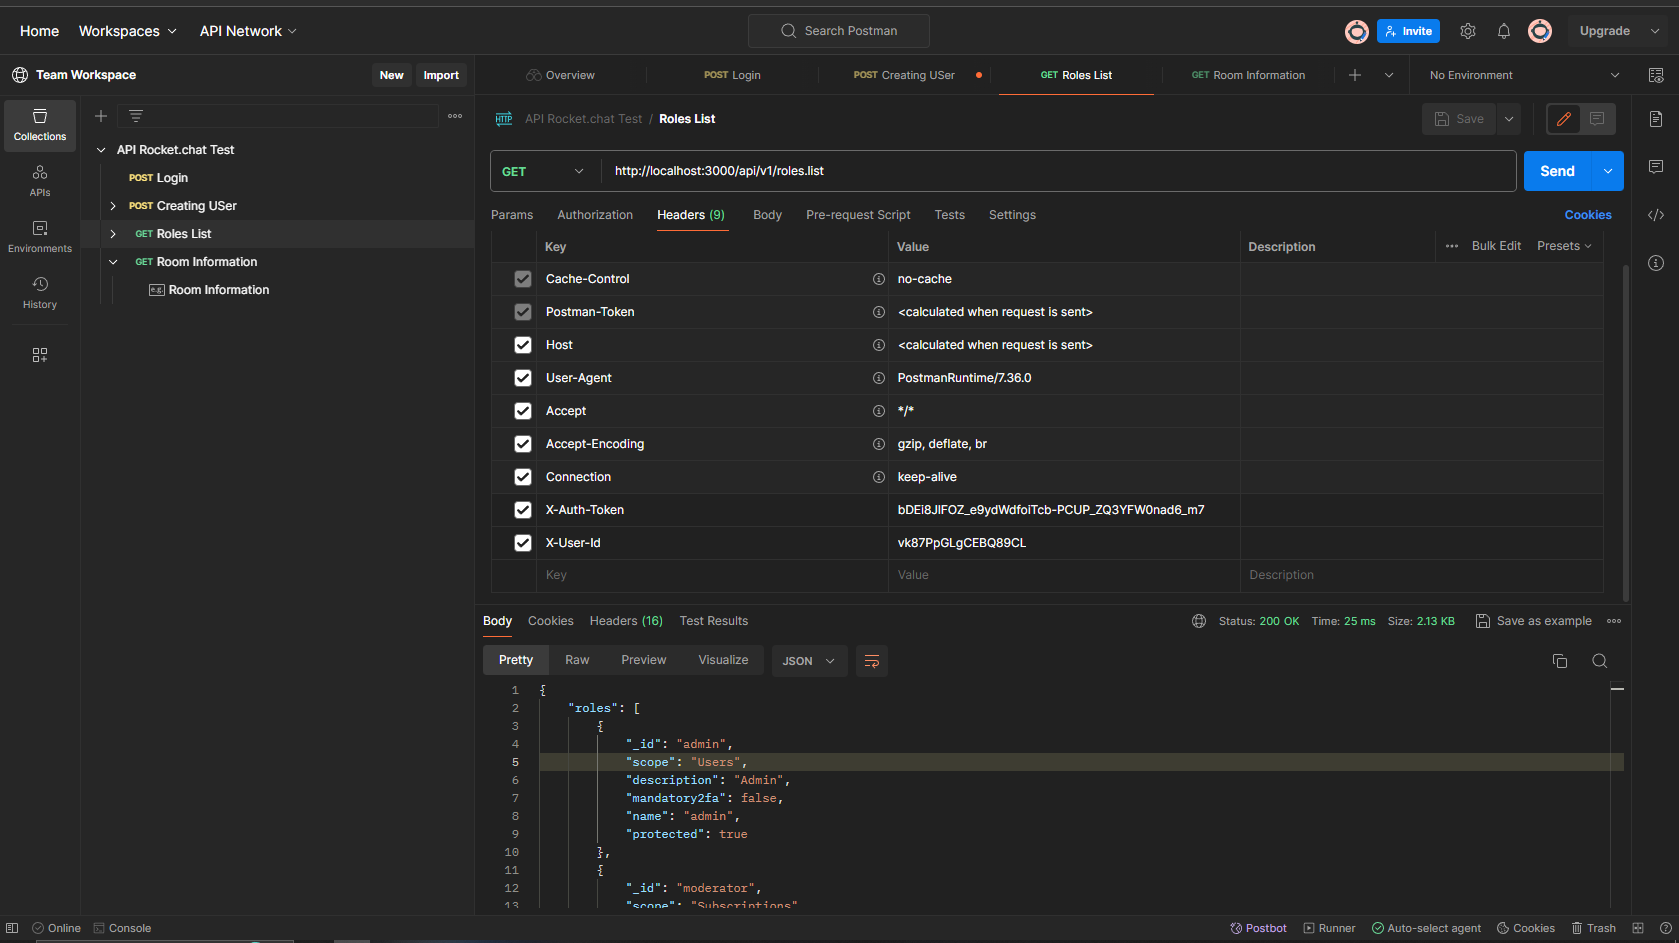 Home Workspaces API Network Search Postman Invite Upgrade
Team Workspace New Import Overview POST Login POST Creating USer GET Roles List GET Room Information No Environment
Collections
APIs
Environments
History
API Rocket.chat Test
POST Login
POST Creating USer
GET Roles List
GET Room Information
e.g. Room Information
HTTP API Rocket.chat Test / Roles List Save
GET http://localhost:3000/api/v1/roles.list Send
Params Authorization Headers (9) Body Pre-request Script Tests Settings Cookies
Key Value Description Bulk Edit Presets
Cache-Control no-cache
Postman-Token <calculated when request is sent>
Host <calculated when request is sent>
User-Agent PostmanRuntime/7.36.0
Accept */*
Accept-Encoding gzip, deflate, br
Connection keep-alive
X-Auth-Token bDEi8JlFOZ_e9ydWdfoiTcb-PCUP_ZQ3YFW0nad6_m7
X-User-Id vk87PpGLgCEBQ89CL
Key Value Description
Body Cookies Headers (16) Test Results Status: 200 OK Time: 25 ms Size: 2.13 KB Save as example
Pretty Raw Preview Visualize JSON
1 {
2 "roles": [
3 {
4 "_id": "admin",
5 "scope": "Users",
6 "description": "Admin",
7 "mandatory2fa": false,
8 "name": "admin",
9 "protected": true
10 },
11 {
12 "_id": "moderator",
13 "scope": "Subscriptions"
Online Console Postbot Runner Auto-select agent Cookies Trash